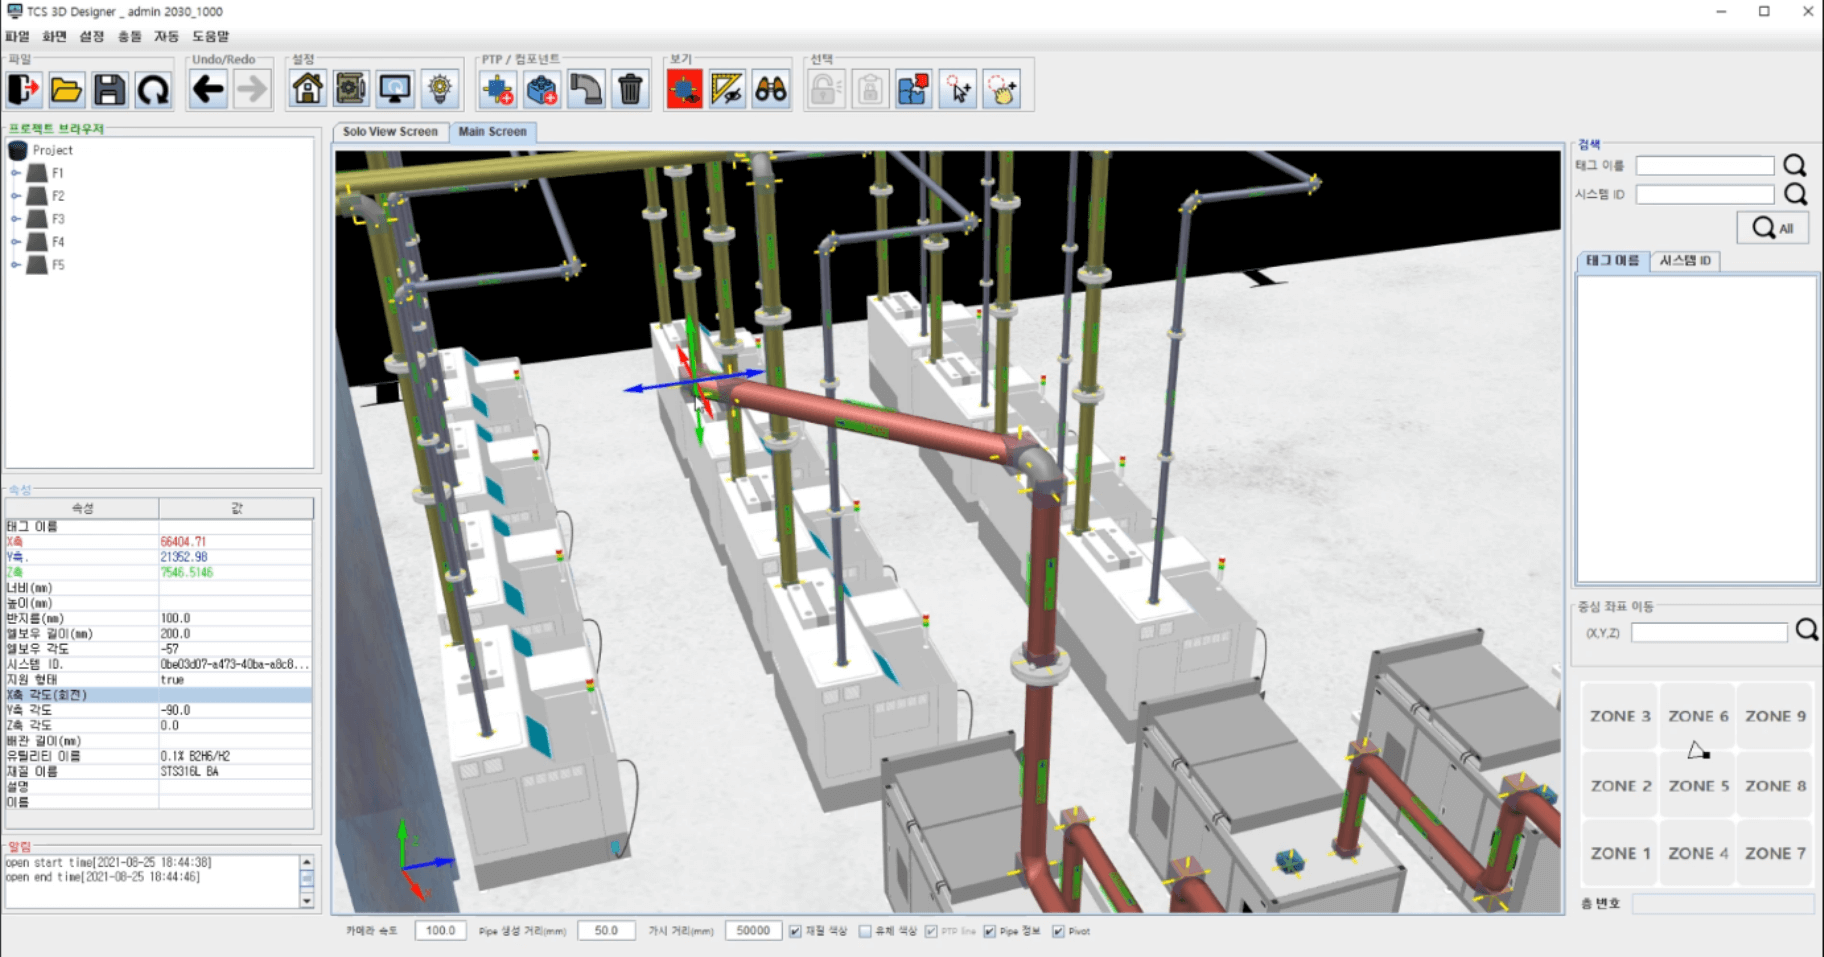 TCS 3D Designer _ admin 2030_1000
파일 화면 설정 충돌 자동 도움말
파일 Undo/Redo 설정 PTP / 컴포넌트 보기 선택
프로젝트 브라우저
Project
F1
F2
F3
F4
F5
속성
속성 값
태그 이름
X축 66404.71
Y축. 21352.98
Z축 7546.5146
너비(mm)
높이(mm)
반지름(mm) 100.0
엘보우 길이(mm) 200.0
엘보우 각도 -57
시스템 ID. 0be03d07-a473-40ba-a8c8...
지원 형태 true
X축 각도(회전)
Y축 각도 -90.0
Z축 각도 0.0
배관 길이(mm)
유틸리티 이름 0.1% B2H6/H2
재질 이름 STS316L BA
설명
이름
알림
open start time[2021-08-25 18:44:38]
open end time[2021-08-25 18:44:46]
Solo View Screen Main Screen
Z
X
카메라 속도 100.0 Pipe 생성 거리(mm) 50.0 가시 거리(mm) 50000 재질 색상 유체 색상 PTP line Pipe 정보 Pivot
검색
태그 이름
시스템 ID
All
태그 이름 시스템 ID
중심 좌표 이동
(X,Y,Z)
ZONE 3 ZONE 6 ZONE 9
ZONE 2 ZONE 5 ZONE 8
ZONE 1 ZONE 4 ZONE 7
층 번호